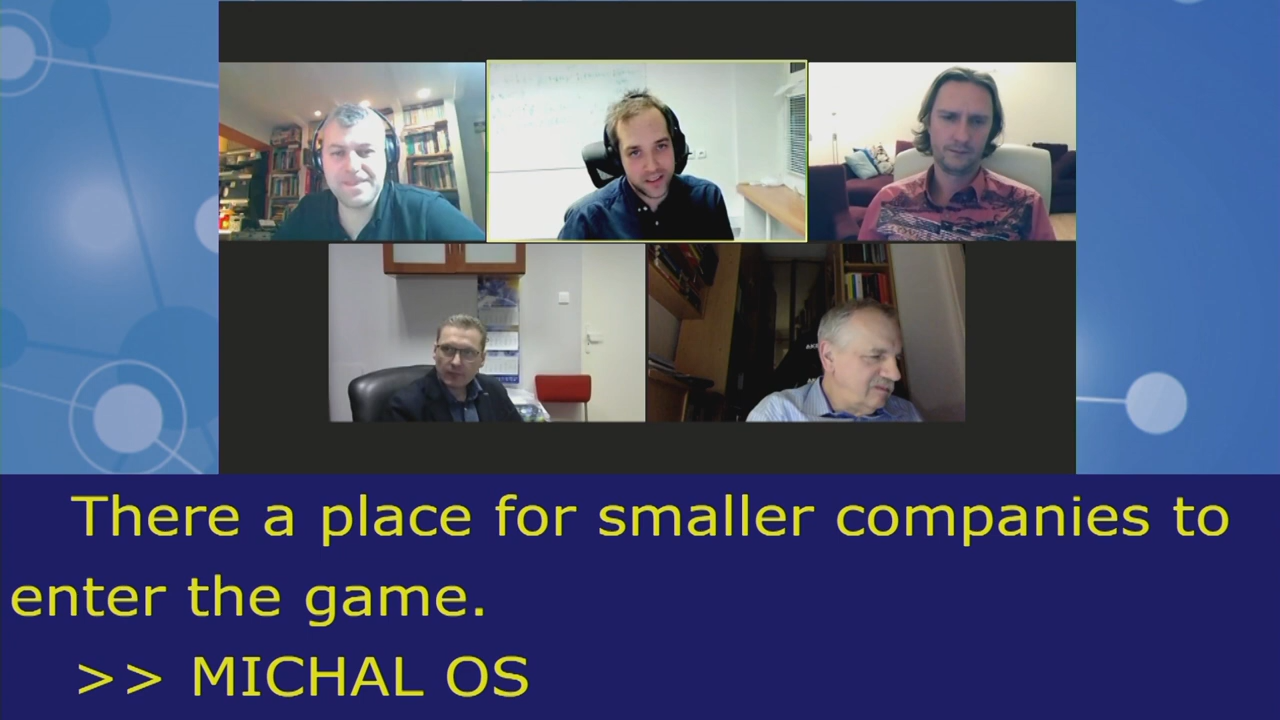 There a place for smaller companies to
enter the game.
>> MICHAL OS